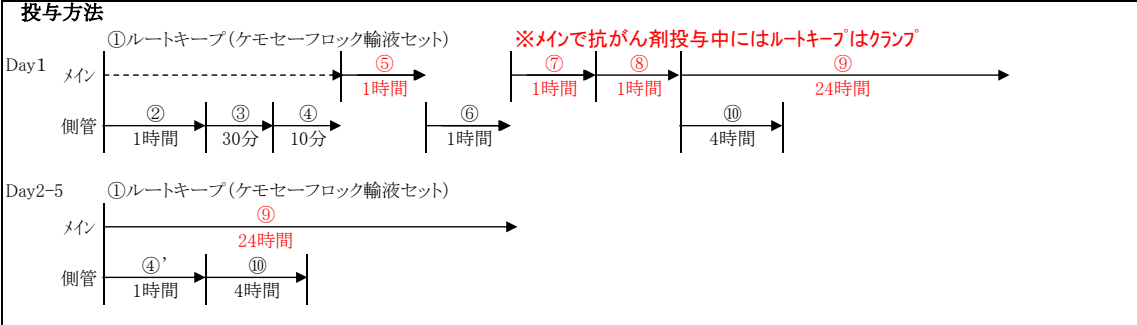 投与方法
①ルートキープ(ケモセーフロック輸液セット)
※メインで抗がん剤投与中にはルートキープはクランプ
Day1
メイン
⑤
1時間
⑦
1時間
⑧
1時間
⑨
24時間
側管
②
1時間
③
30分
④
10分
⑥
1時間
⑩
4時間
Day2-5
①ルートキープ(ケモセーフロック輸液セット)
メイン
⑨
24時間
側管
④’
1時間
⑩
4時間